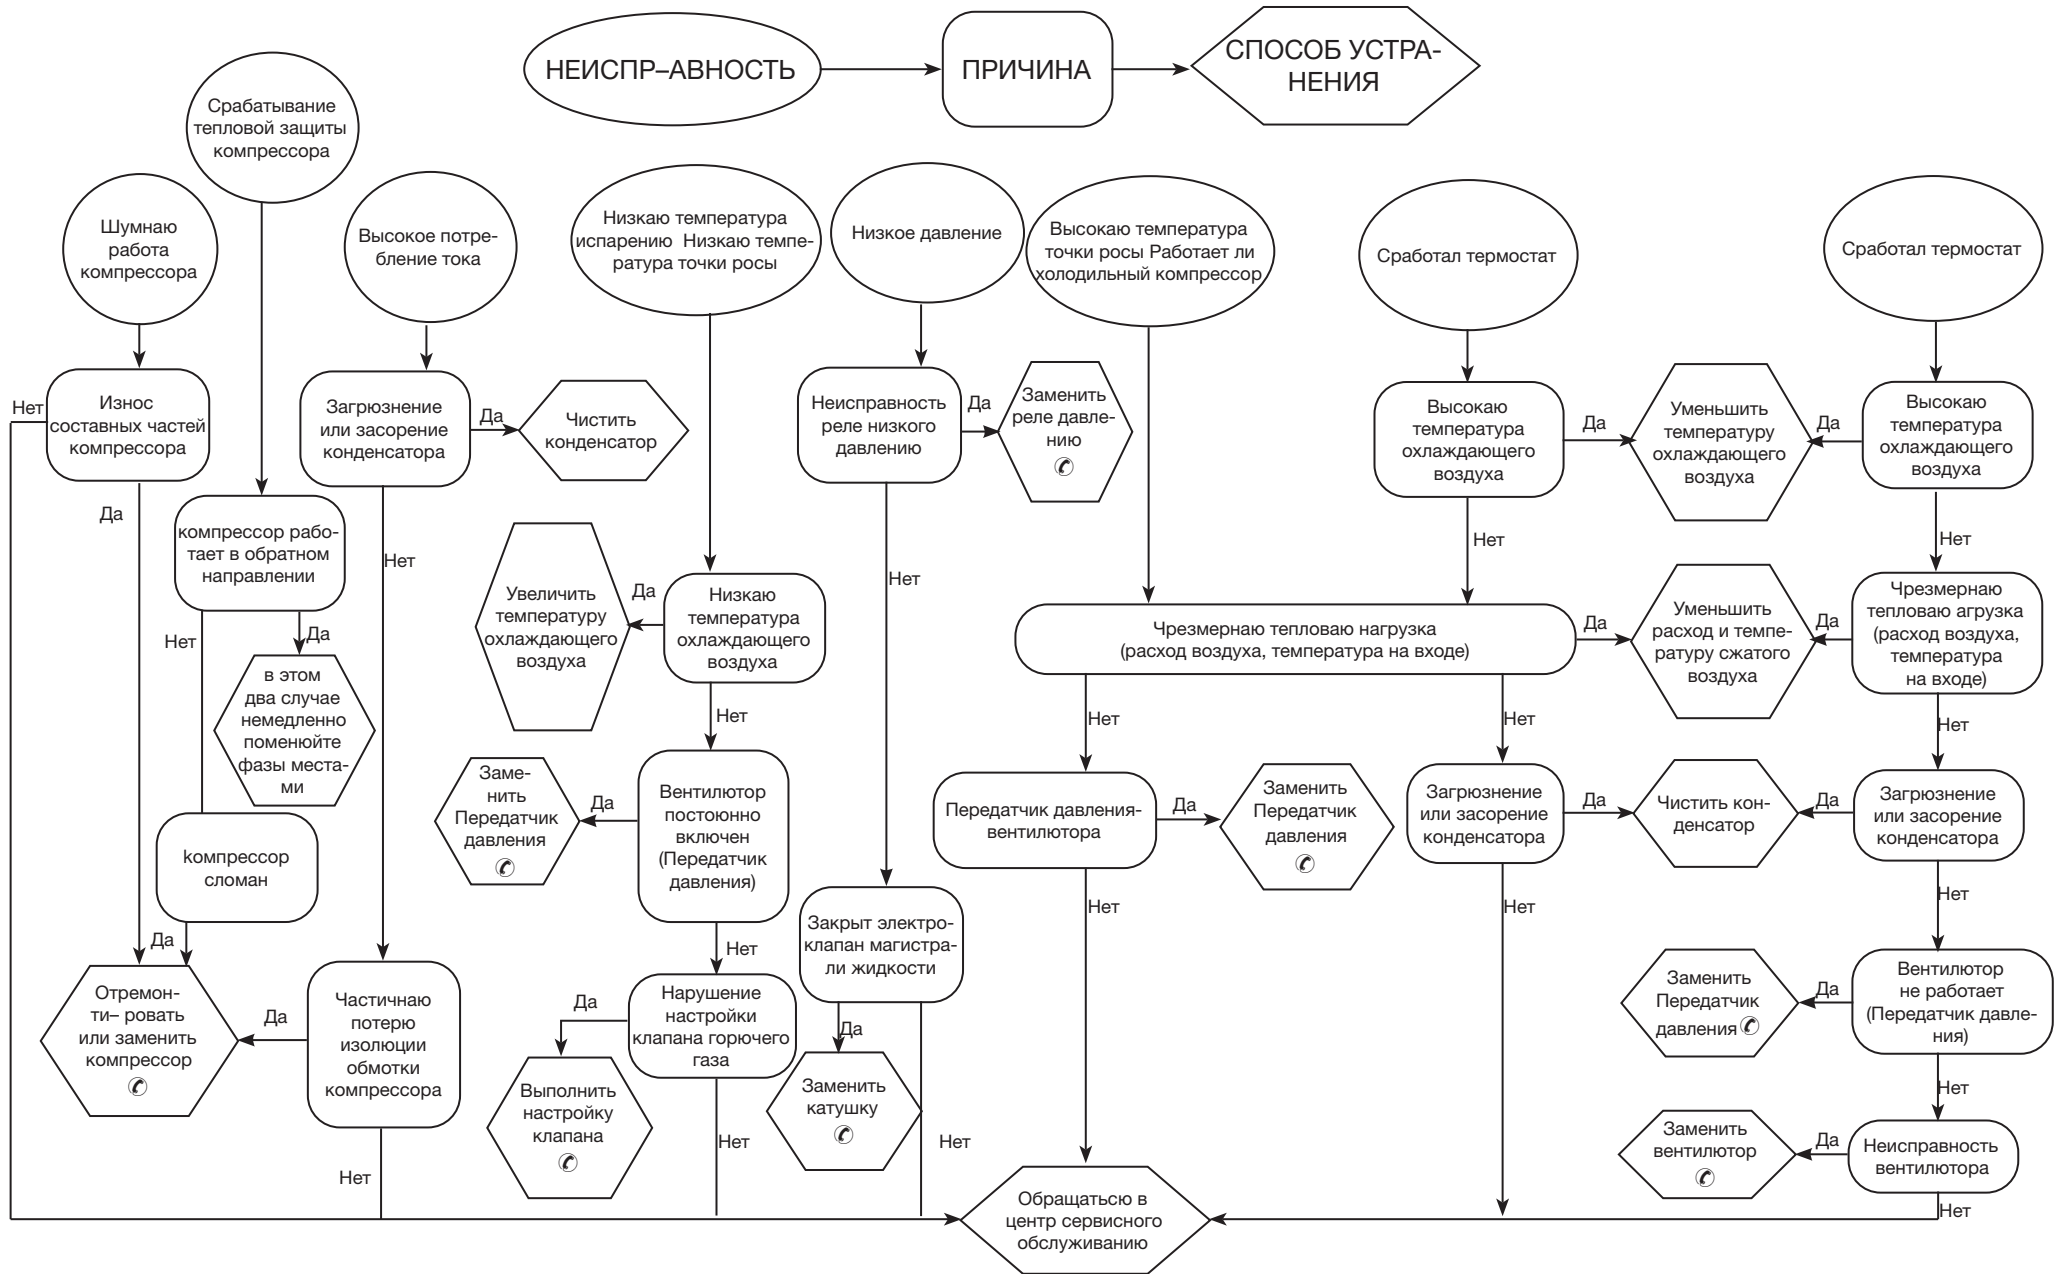 НЕИСПР–АВНОСТЬ
ПРИЧИНА
СПОСОБ УСТРА-
НЕНИЯ
Срабатывание
тепловой защиты
компрессора
Шумнаю
работа
компрессора
Высокое потре-
бление тока
Низкаю температура
испарению Низкаю темпе-
ратура точки росы
Низкое давление
Высокаю температура
точки росы Работает ли
холодильный компрессор
Сработал термостат
Сработал термостат
Нет
Износ
составных частей
компрессора
Да
Загрюзнение
или засорение
конденсатора
Да
Чистить
конденсатор
Неисправность
реле низкого
давлению
Да
Заменить
реле давле-
нию
Высокаю
температура
охлаждающего
воздуха
Да
Уменьшить
температуру
охлаждающего
воздуха
Да
Высокаю
температура
охлаждающего
воздуха
компрессор рабо-
тает в обратном
направлении
Нет
Да
Нет
в этом
два случае
немедленно
поменюйте
фазы места-
ми
Увеличить
температуру
охлаждающего
воздуха
Да
Низкаю
температура
охлаждающего
воздуха
Нет
Нет
Нет
Нет
Чрезмернаю тепловаю нагрузка
(расход воздуха, температура на входе)
Да
Уменьшить
расход и темпе-
ратуру сжатого
воздуха
Да
Чрезмернаю
тепловаю агрузка
(расход воздуха,
температура
на входе)
Нет
Нет
Нет
kомпрессор
сломан
Да
Заме-
нить
Передатчик
давления
Да
Вентилютор
постоюнно
включен
(Передатчик
давления)
Нет
Передатчик давления-
вентилютора
Да
Заменить
Передатчик
давления
Загрюзнение
или засорение
конденсатора
Да
Чистить кон-
денсатор
Да
Загрюзнение
или засорение
конденсатора
Нет
Нет
Нет
Закрыт электро-
клапан магистра-
ли жидкости
Отремон-
ти– ровать
или заменить
компрессор
Да
Частичнаю
потерю
изолюции
обмотки
компрессора
Нет
Да
Нарушение
настройки
клапана горючего
газа
Выполнить
настройку
клапана
Нет
Да
Заменить
катушку
Нет
Заменить
Передатчик
давления
Да
Вентилютор
не работает
(Передатчик давле-
ния)
Нет
Заменить
вентилютор
Да
Неисправность
вентилютора
Нет
Обращатьсю в
центр сервисного
обслуживанию